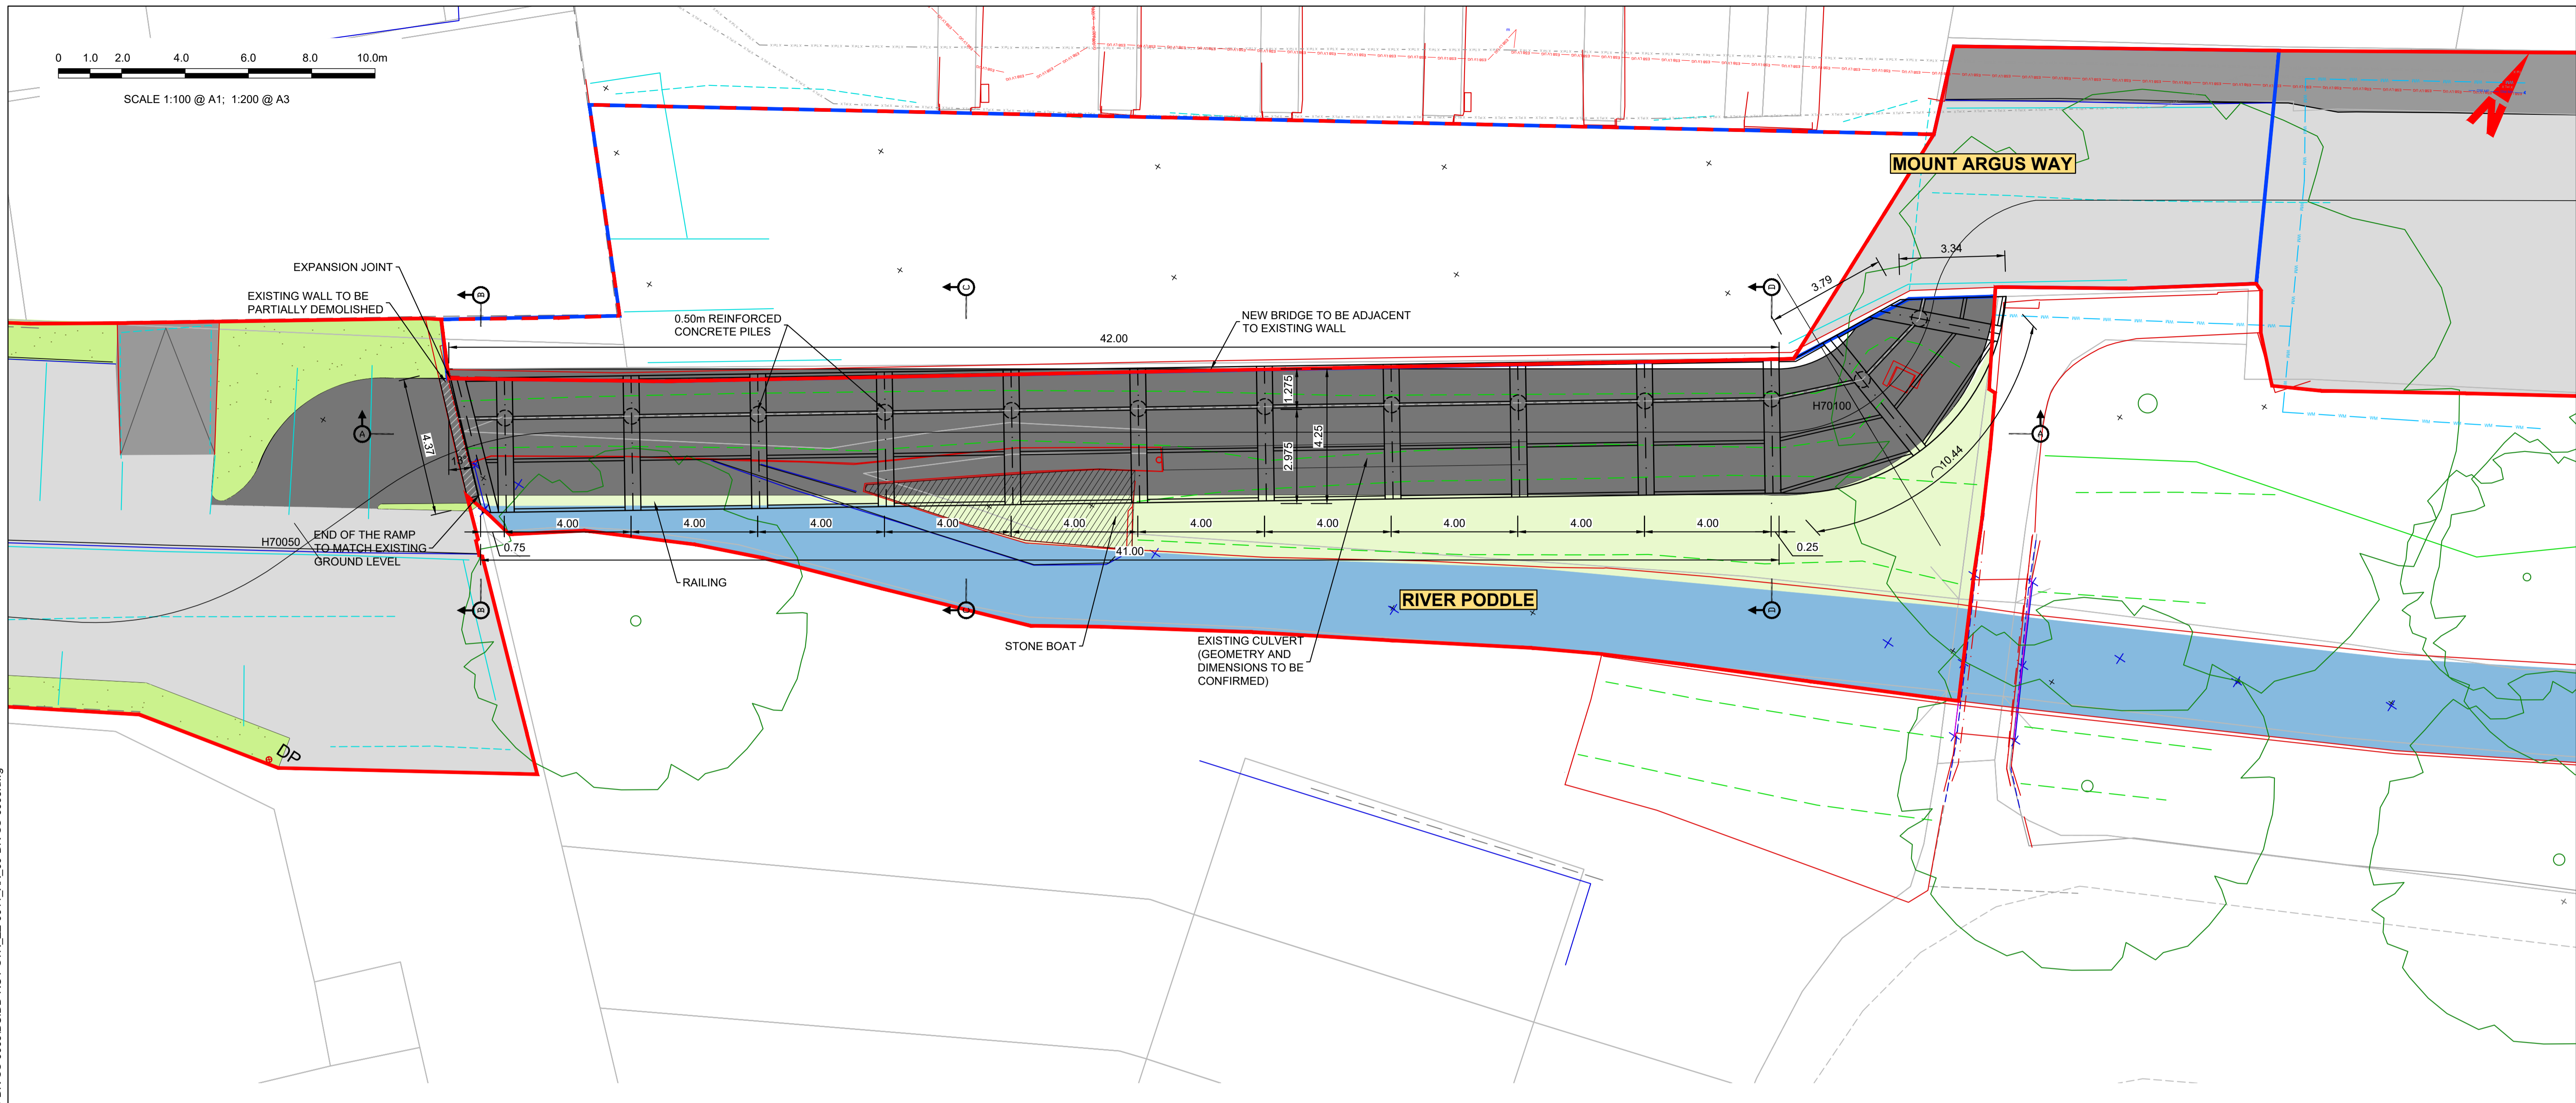 0 1.0 2.0 4.0 6.0 8.0 10.0m
SCALE 1:100 @ A1; 1:200 @ A3
MOUNT ARGUS WAY
N
EXPANSION JOINT
EXISTING WALL TO BE
PARTIALLY DEMOLISHED
B
C
D
0.50m REINFORCED
CONCRETE PILES
NEW BRIDGE TO BE ADJACENT
TO EXISTING WALL
42.00
3.79
3.34
1.275
2.975
4.25
4.37
A
A
H70100
10.44
H70050
END OF THE RAMP
TO MATCH EXISTING
GROUND LEVEL
4.00 4.00 4.00 4.00 4.00 4.00 4.00 4.00 4.00 4.00
0.75
41.00
0.25
RAILING
RIVER PODDLE
B
C
D
STONE BOAT
EXISTING CULVERT
(GEOMETRY AND
DIMENSIONS TO BE
CONFIRMED)
DP